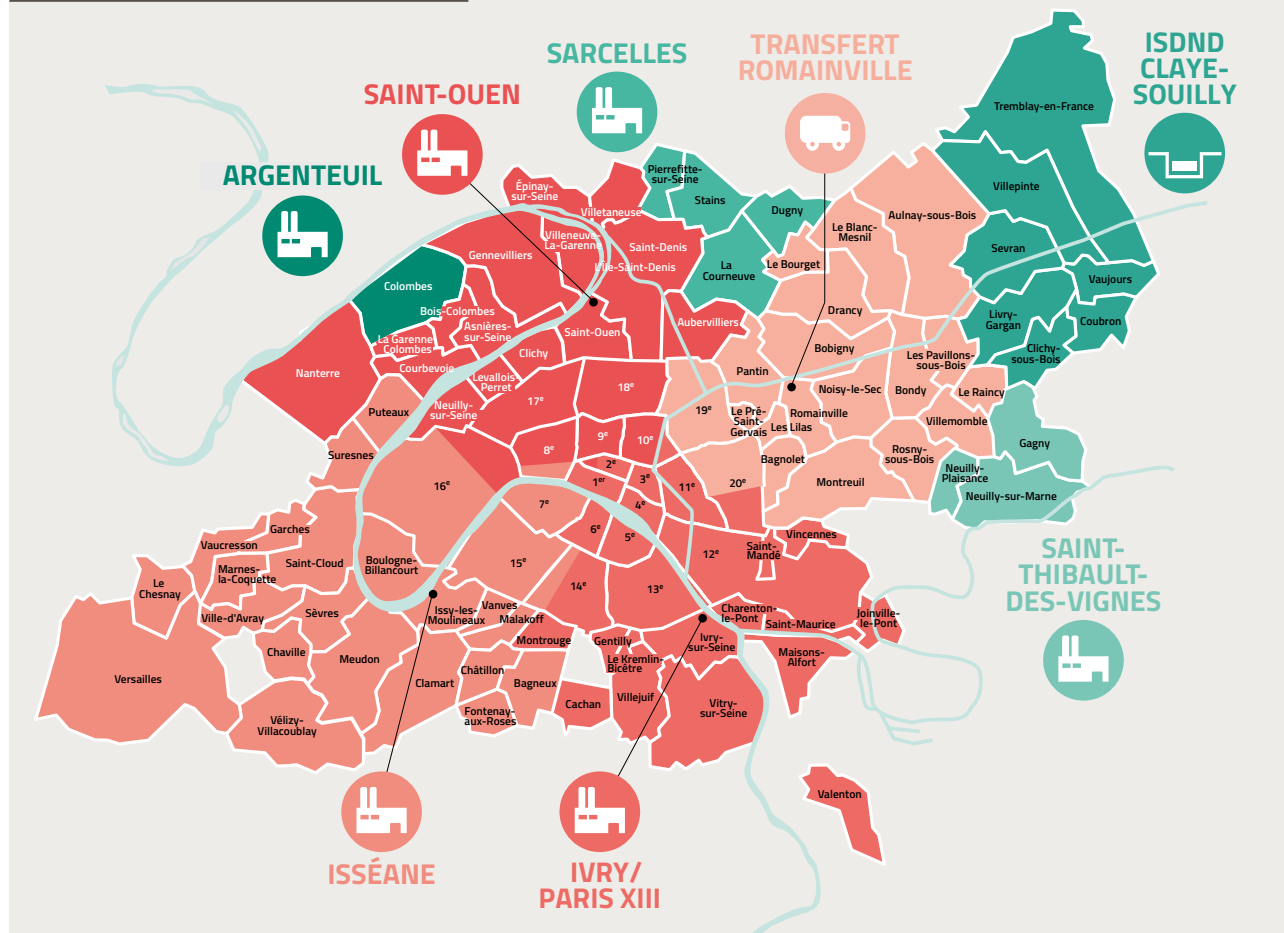 SARCELLES
TRANSFERT
ROMAINVILLE
ISDND
CLAYE-
SOUILLY
SAINT-OUEN
ARGENTEUIL
Tremblay-en-France
Villepinte
Sevran
Vaujours
Coubron
Livry-
Gargan
Clichy-
sous-Bois
Pierrefitte-
sur-Seine
Stains
Dugny
La
Courneuve
Le Bourget
Le Blanc-
Mesnil
Aulnay-sous-Bois
Drancy
Bobigny
Les Pavillons-
sous-Bois
Pantin
Noisy-le-Sec
Bondy
Le Raincy
Villemomble
Romainville
Le Pré-
Saint-
Gervais
Les Lilas
Rosny-
sous-Bois
Bagnolet
Montreuil
19e
20e
Gagny
Neuilly-
Plaisance
Neuilly-sur-Marne
Épinay-
sur-Seine
Villetaneuse
Villeneuve-
La-Garenne
Saint-Denis
L'Île-Saint-Denis
Gennevilliers
Colombes
Bois-Colombes
Asnières-
sur-Seine
La Garenne
Colombes
Courbevoie
Nanterre
Clichy
Saint-Ouen
Aubervilliers
Levallois-
Perret
Neuilly-
sur-Seine
17e
18e
8e
9e
10e
Puteaux
Suresnes
16e
2e
1er
3e
4e
11e
7e
6e
5e
12e
15e
14e
13e
Garches
Vaucresson
Marnes-
la-Coquette
Saint-Cloud
Boulogne-
Billancourt
Le
Chesnay
Ville-d'Avray
Sèvres
Issy-les-
Moulineaux
Vanves
Malakoff
Montrouge
Versailles
Chaville
Meudon
Vélizy-
Villacoublay
Clamart
Châtillon
Bagneux
Fontenay-
aux-Roses
Saint-
Mandé
Vincennes
Charenton-
le-Pont
Saint-Maurice
Joinville-
le-Pont
Gentilly
Le Kremlin-
Bicêtre
Ivry-
sur-Seine
Maisons-
Alfort
Cachan
Villejuif
Vitry-
sur-Seine
Valenton
SAINT-
THIBAULT-
DES-VIGNES
ISSÉANE
IVRY/
PARIS XIII